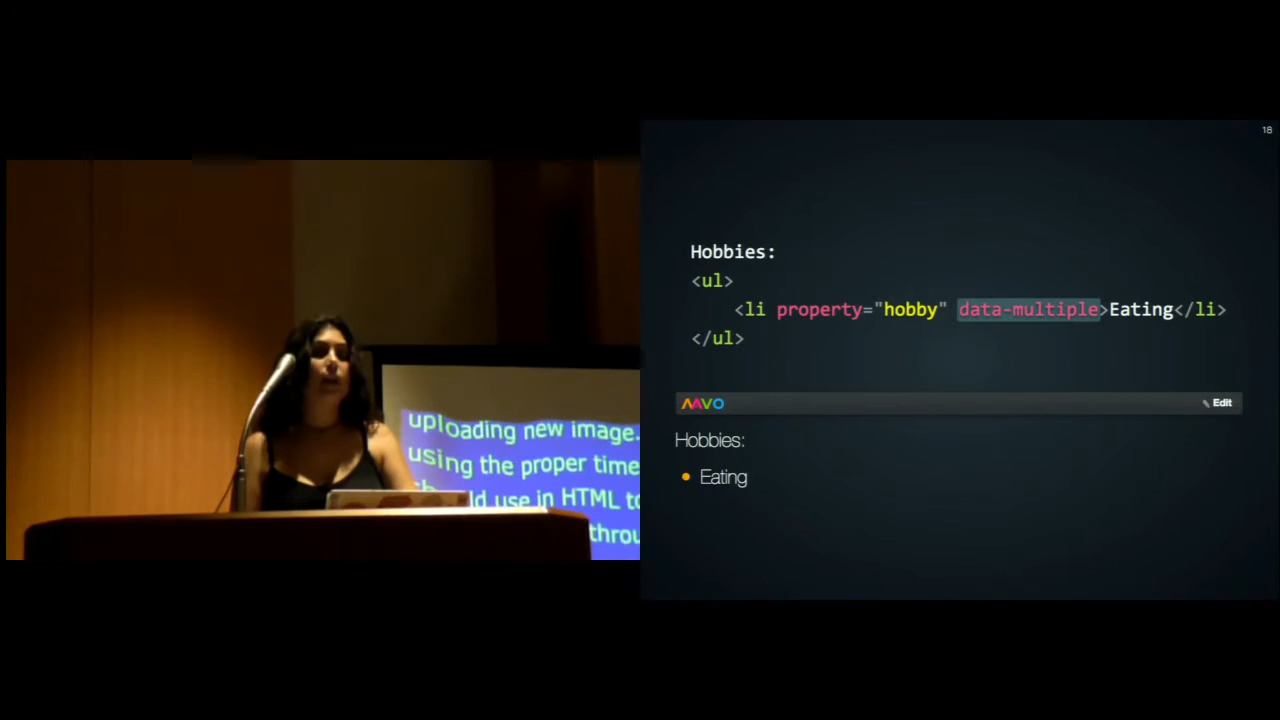 uploading new image.
using the proper time
ld use in HTML to
throu
18
Hobbies:
<ul>
<li property="hobby" data-multiple>Eating</li>
</ul>
MAVO Edit
Hobbies:
Eating